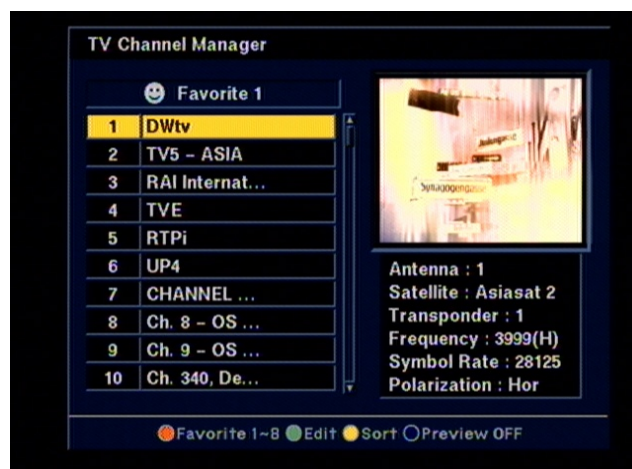 TV Channel Manager
Favorite 1
1 DWtv
2 TV5 - ASIA
3 RAI Internat...
4 TVE
5 RTPi
6 UP4
7 CHANNEL ...
8 Ch. 8 - OS ...
9 Ch. 9 - OS ...
10 Ch. 340, De...
Synagogengasse
Antenna : 1
Satellite : Asiasat 2
Transponder : 1
Frequency : 3999(H)
Symbol Rate : 28125
Polarization : Hor
Favorite 1~8 Edit Sort Preview OFF